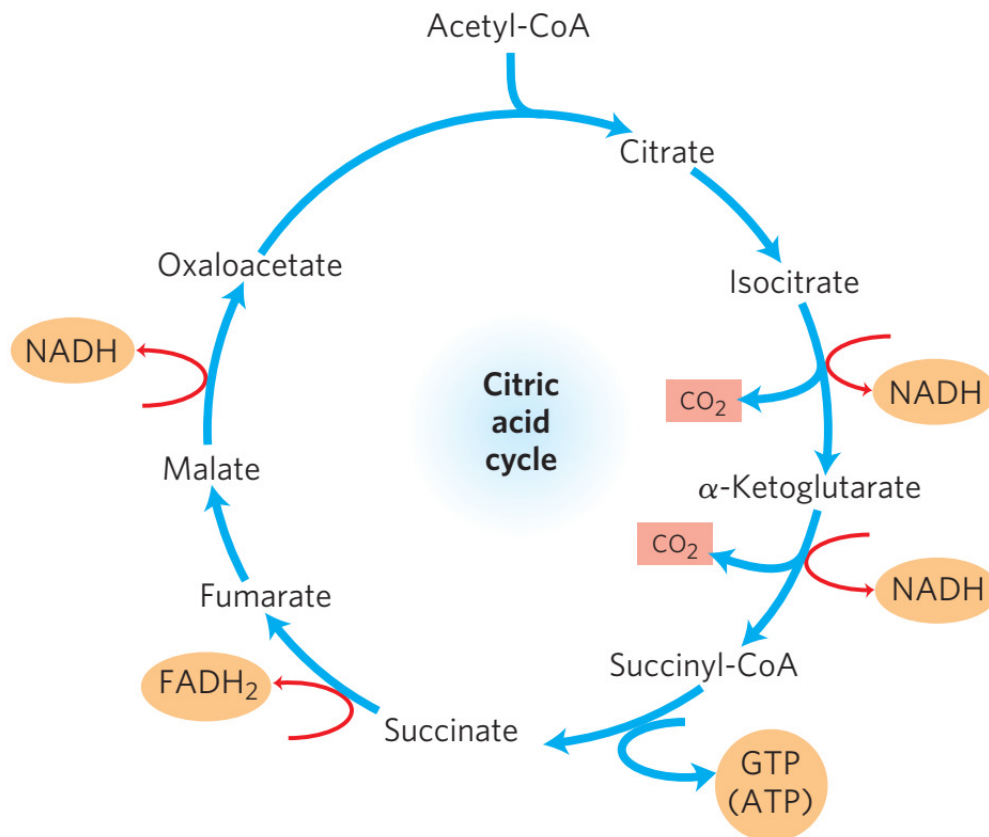 Acetyl-CoA
Citrate
Isocitrate
NADH
CO₂
α-Ketoglutarate
NADH
CO₂
Succinyl-CoA
GTP
(ATP)
Succinate
FADH₂
Fumarate
Malate
NADH
Oxaloacetate
Citric
acid
cycle